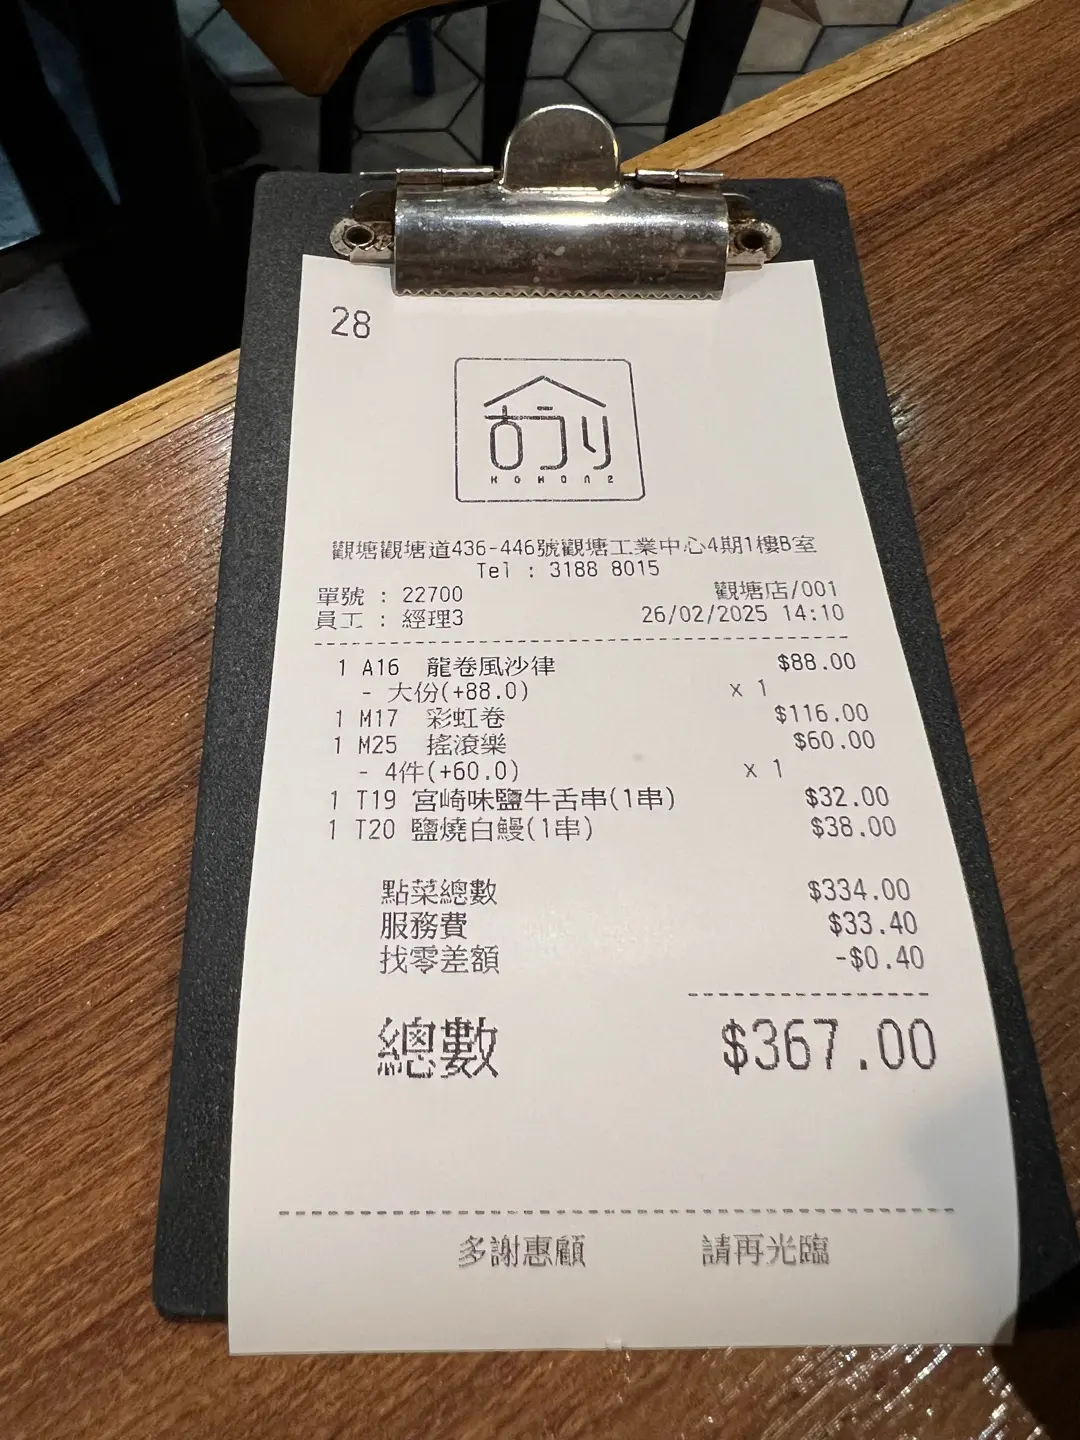 28
KOHON2
觀塘觀塘道436-446號觀塘工業中心4期1樓B室
Tel : 3188 8015
單號 : 22700 觀塘店/001
員工 : 經理3 26/02/2025 14:10
1 A16 龍卷風沙律 $88.00
- 大份(+88.0) x 1
1 M17 彩虹卷 $116.00
1 M25 搖滾樂 $60.00
- 4件(+60.0) x 1
1 T19 宮崎味鹽牛舌串(1串) $32.00
1 T20 鹽燒白鰻(1串) $38.00
點菜總數 $334.00
服務費 $33.40
找零差額 -$0.40
總數 $367.00
多謝惠顧 請再光臨